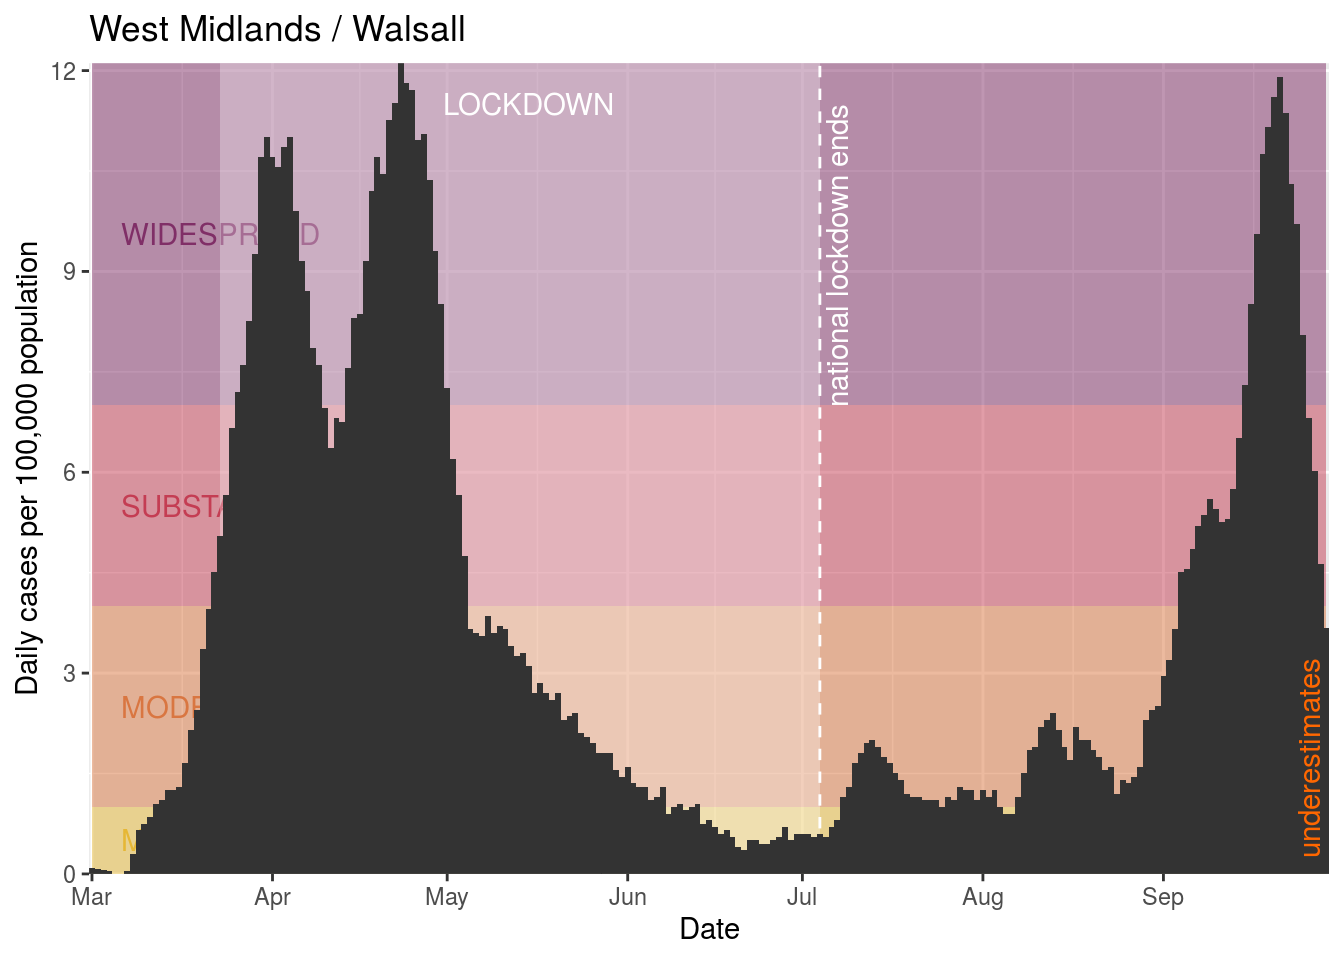 West Midlands / Walsall
Daily cases per 100,000 population
12
9
6
3
0
LOCKDOWN
national lockdown ends
underestimates
Mar
Apr
May
Jun
Jul
Aug
Sep
Date